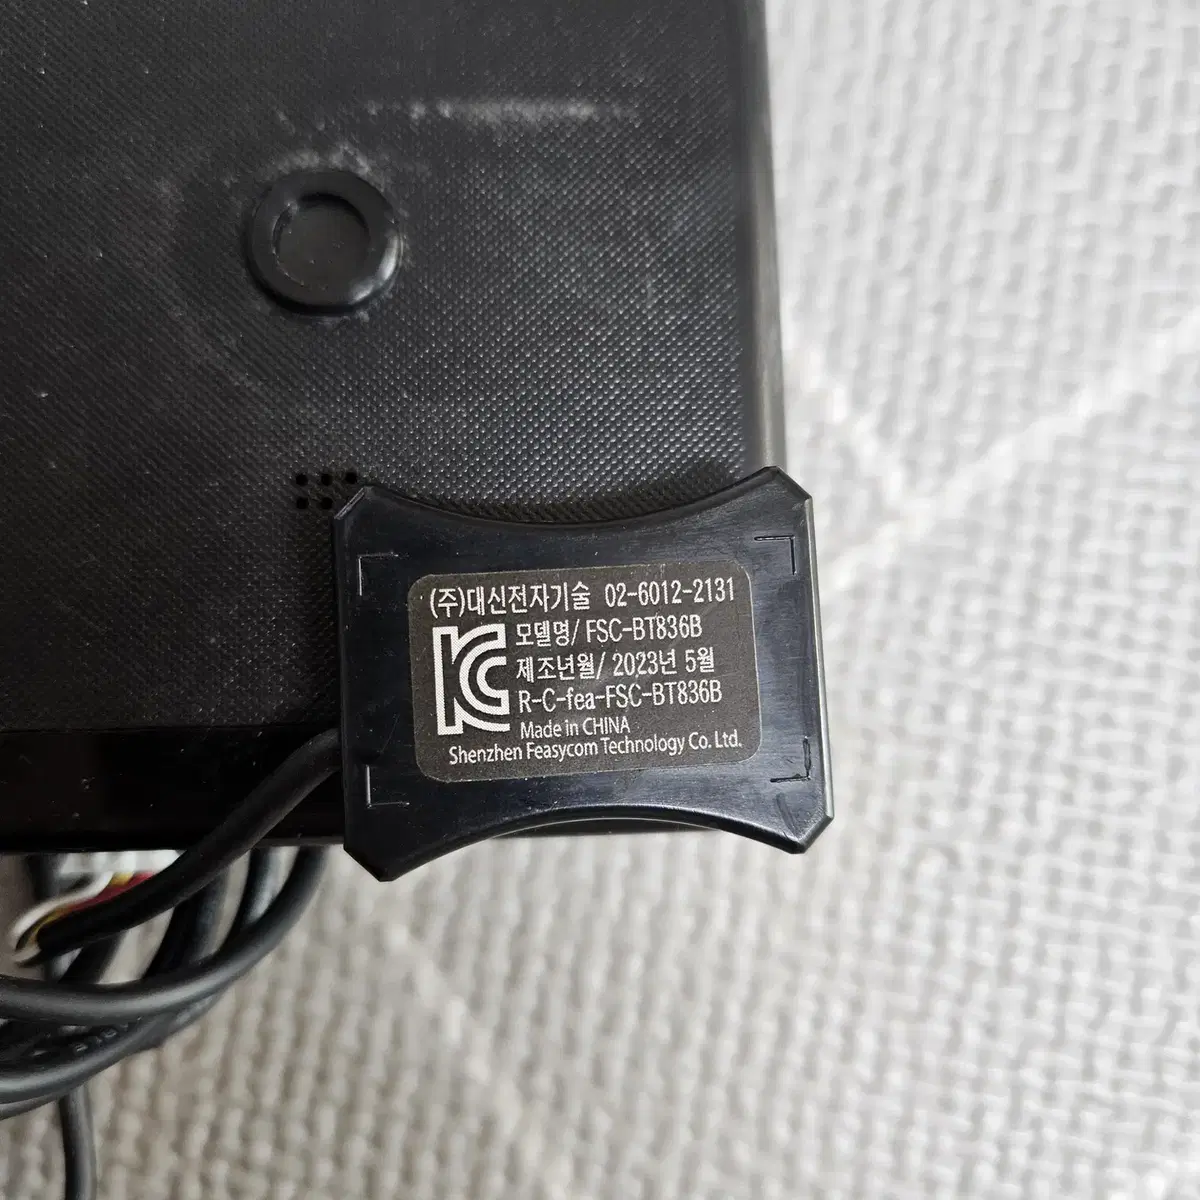 (주)대신전자기술 02-6012-2131
모델명/ FSC-BT836B
제조년월/ 2023년 5월
R-C-fea-FSC-BT836B
Made in CHINA
Shenzhen Feasycom Technology Co. Ltd.